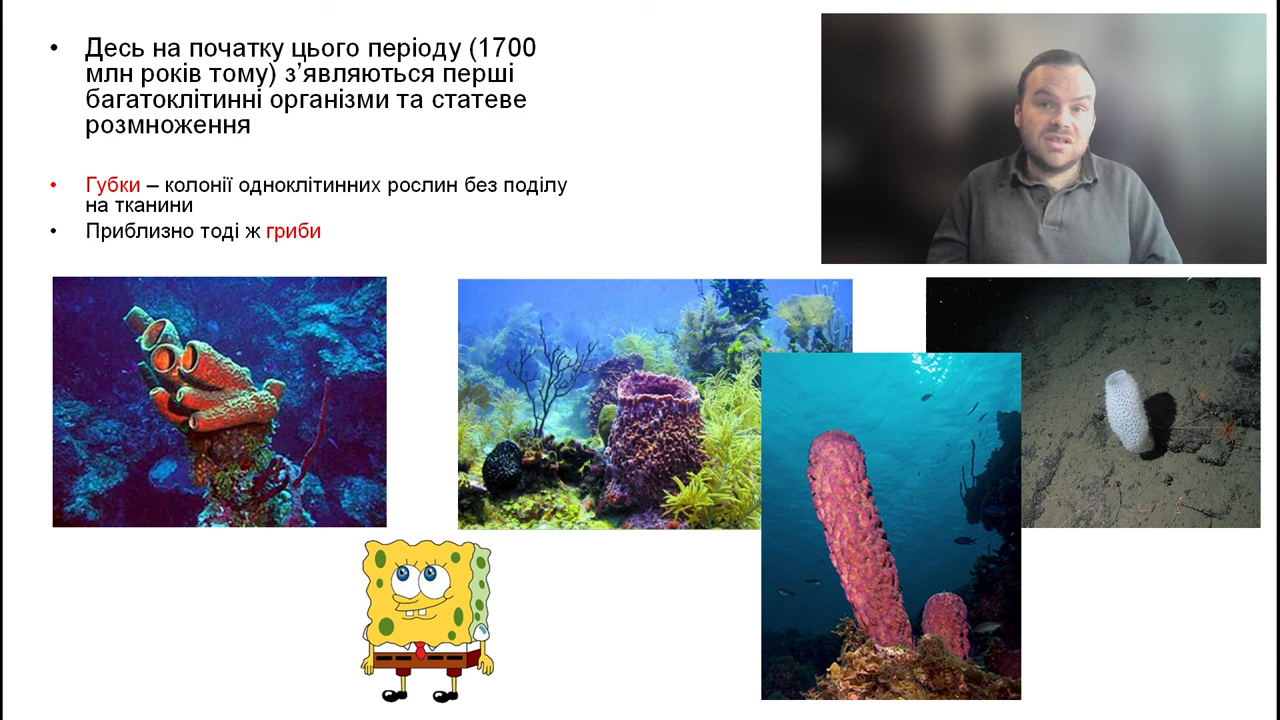 Десь на початку цього періоду (1700
млн років тому) з’являються перші
багатоклітинні організми та статеве
розмноження
Губки – колонії одноклітинних рослин без поділу
на тканини
Приблизно тоді ж гриби